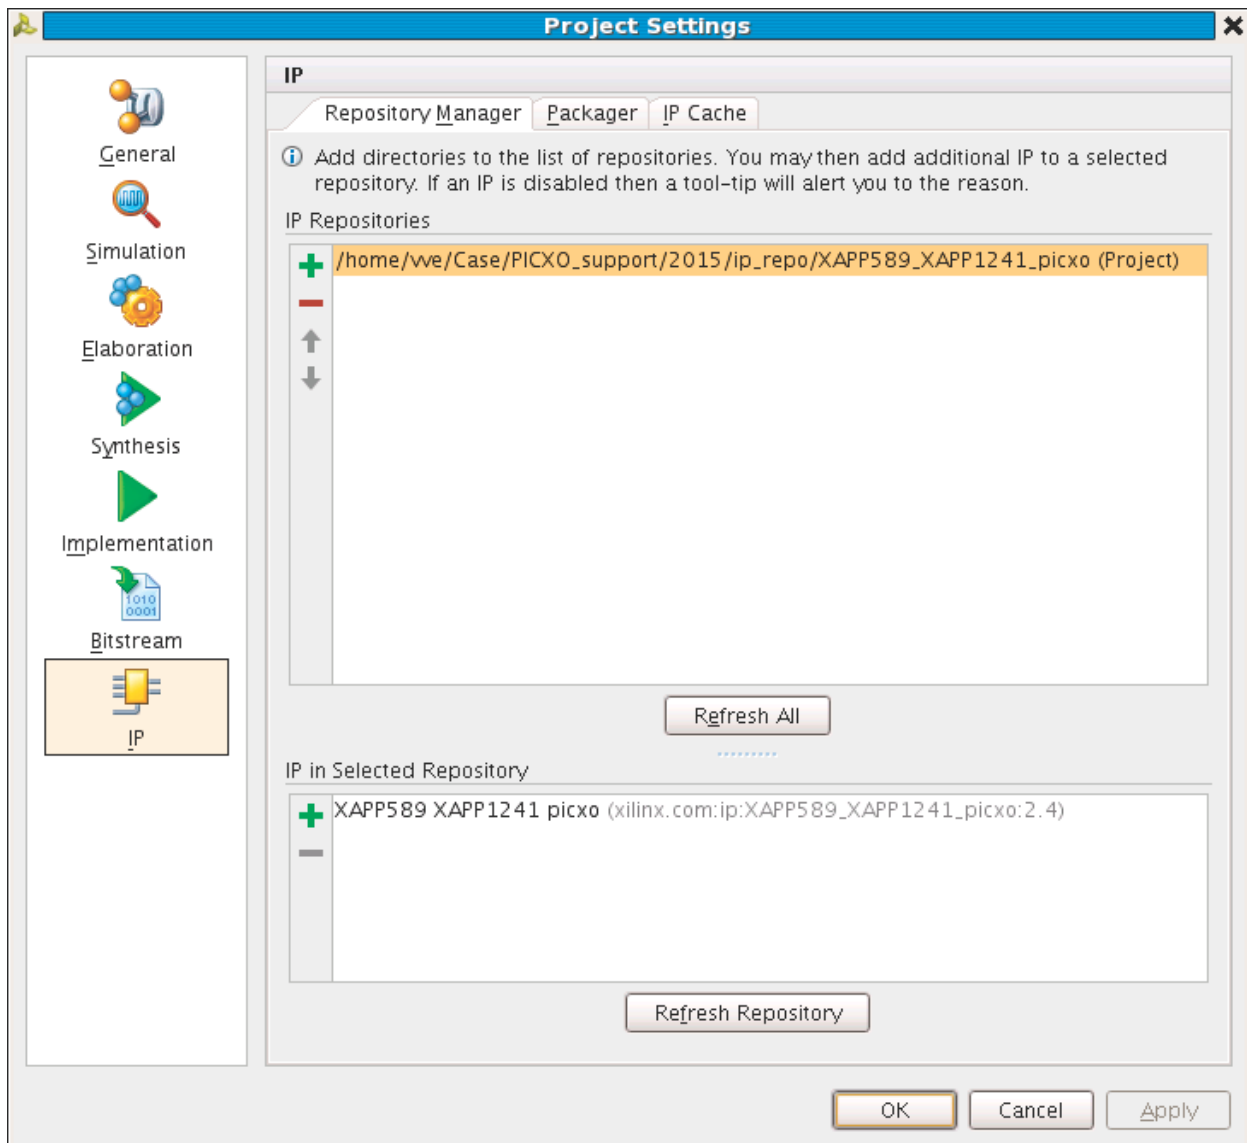 Project Settings
General
Simulation
Elaboration
Synthesis
Implementation
1010
0001
Bitstream
IP
IP
Repository Manager Packager IP Cache
Add directories to the list of repositories. You may then add additional IP to a selected
repository. If an IP is disabled then a tool-tip will alert you to the reason.
IP Repositories
/home/vve/Case/PICXO_support/2015/ip_repo/XAPP589_XAPP1241_picxo (Project)
Refresh All
IP in Selected Repository
XAPP589 XAPP1241 picxo (xilinx.com:ip:XAPP589_XAPP1241_picxo:2.4)
Refresh Repository
OK Cancel Apply